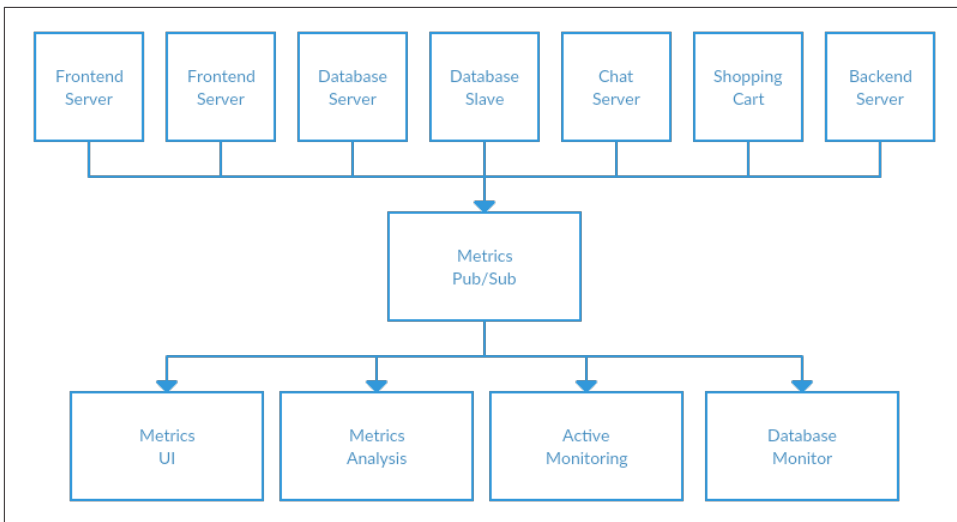 Frontend
Server
Frontend
Server
Database
Server
Database
Slave
Chat
Server
Shopping
Cart
Backend
Server
Metrics
Pub/Sub
Metrics
UI
Metrics
Analysis
Active
Monitoring
Database
Monitor